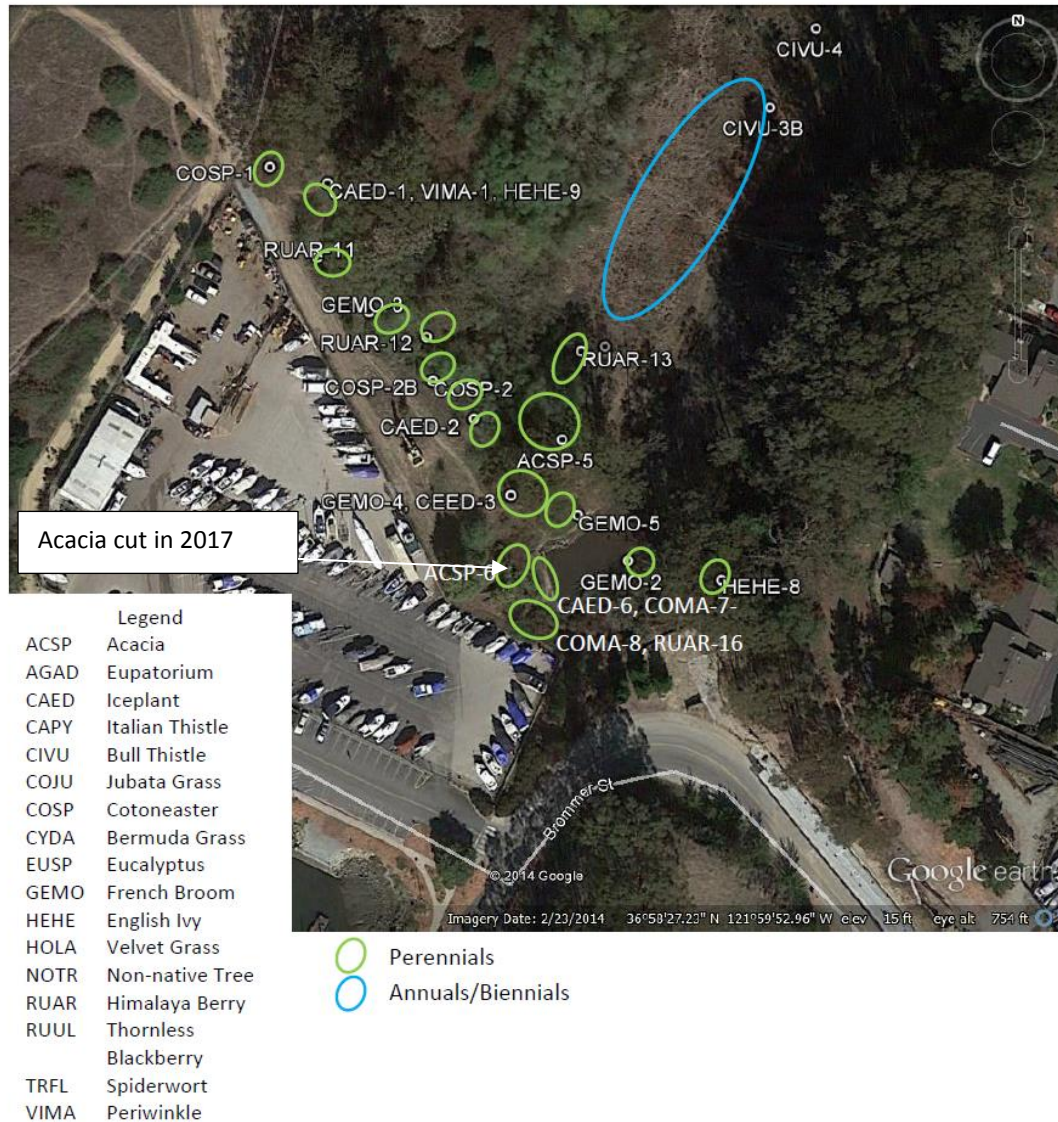 N
CIVU-4
CIVU-3B
COSP-1
CAED-1, VIMA-1, HEHE-9
RUAR-11
GEMO-3
RUAR-12
RUAR-13
COSP-2B
COSP-2
CAED-2
ACSP-5
GEMO-4, CEED-3
GEMO-5
Acacia cut in 2017
ACSP-6
GEMO-2
HEHE-8
CAED-6, COMA-7-
COMA-8, RUAR-16
Brommer St
© 2014 Google
Google earth
Imagery Date: 2/23/2014 36°58'27.23" N 121°59'52.96" W elev 15 ft eye alt 754 ft
Legend
ACSP Acacia
AGAD Eupatorium
CAED Iceplant
CAPY Italian Thistle
CIVU Bull Thistle
COJU Jubata Grass
COSP Cotoneaster
CYDA Bermuda Grass
EUSP Eucalyptus
GEMO French Broom
HEHE English Ivy
HOLA Velvet Grass
NOTR Non-native Tree
RUAR Himalaya Berry
RUUL Thornless
Blackberry
TRFL Spiderwort
VIMA Periwinkle
Perennials
Annuals/Biennials